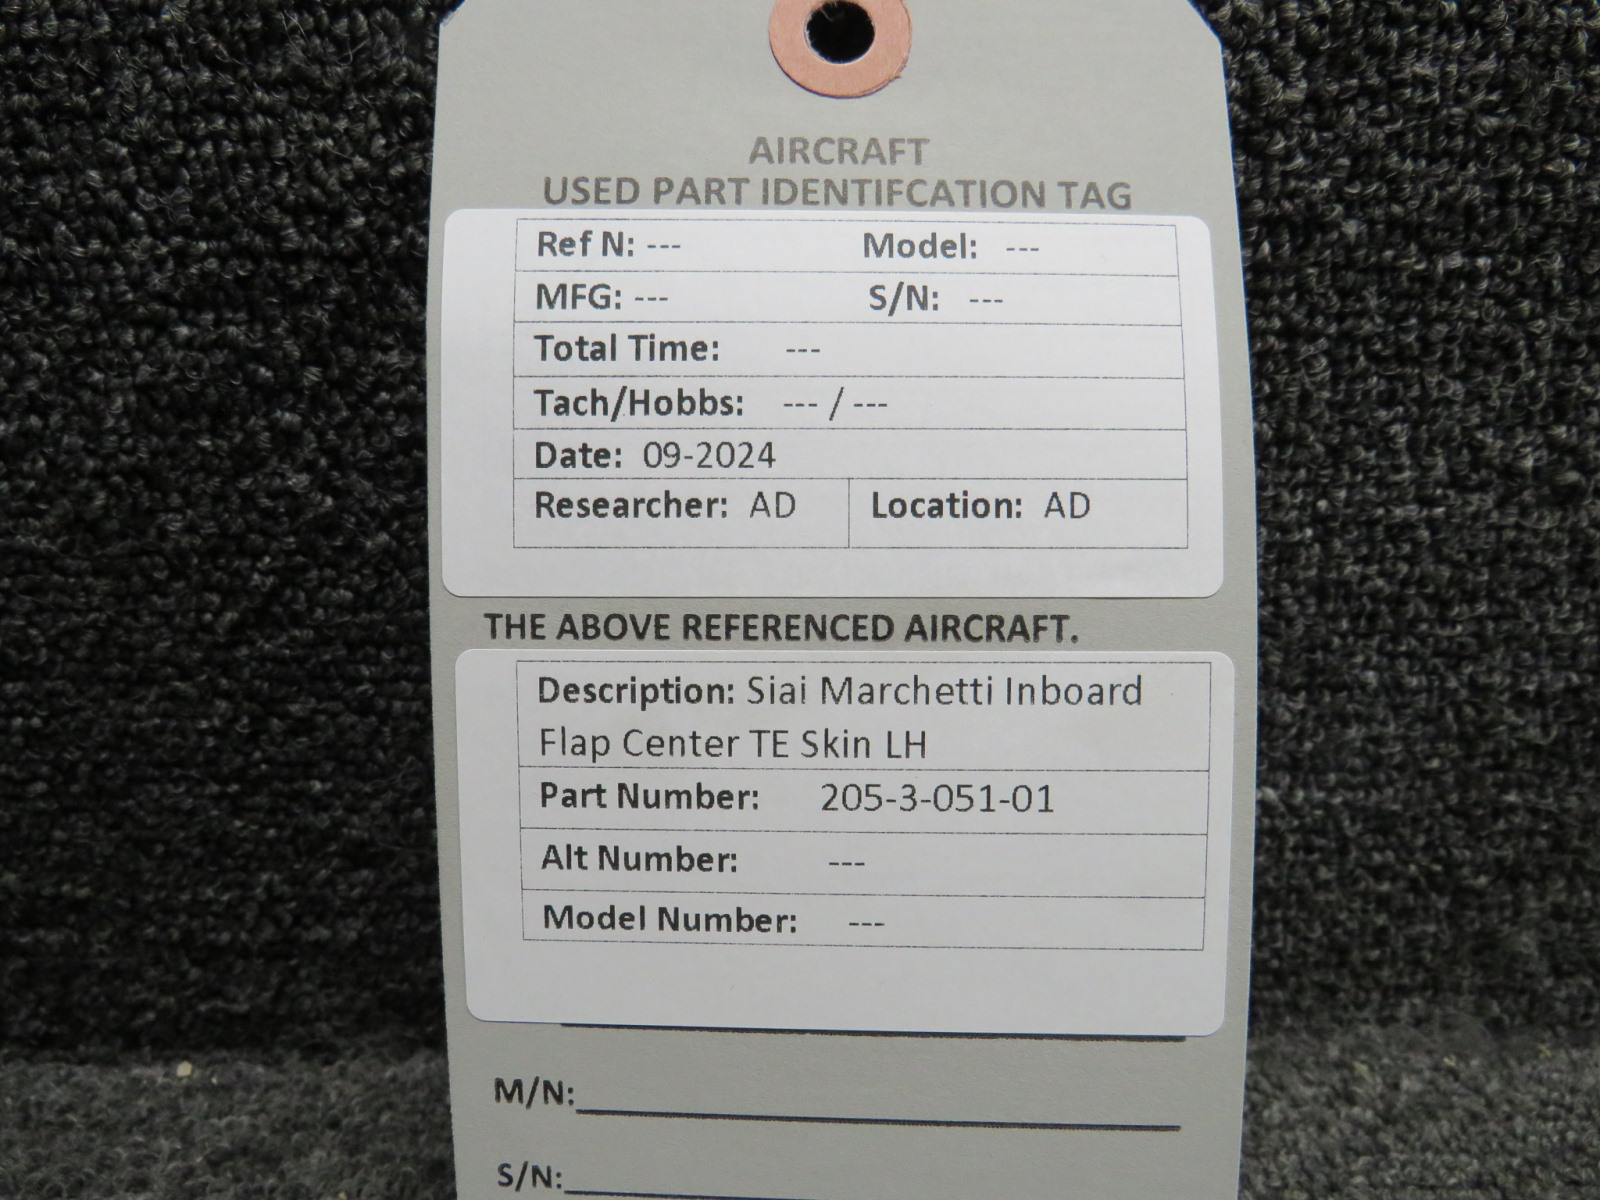 AIRCRAFT
USED PART IDENTIFCATION TAG
Ref N: --- Model: ---
MFG: --- S/N: ---
Total Time: ---
Tach/Hobbs: --- / ---
Date: 09-2024
Researcher: AD Location: AD
THE ABOVE REFERENCED AIRCRAFT.
Description: Siai Marchetti Inboard
Flap Center TE Skin LH
Part Number: 205-3-051-01
Alt Number: ---
Model Number: ---
M/N:
S/N: